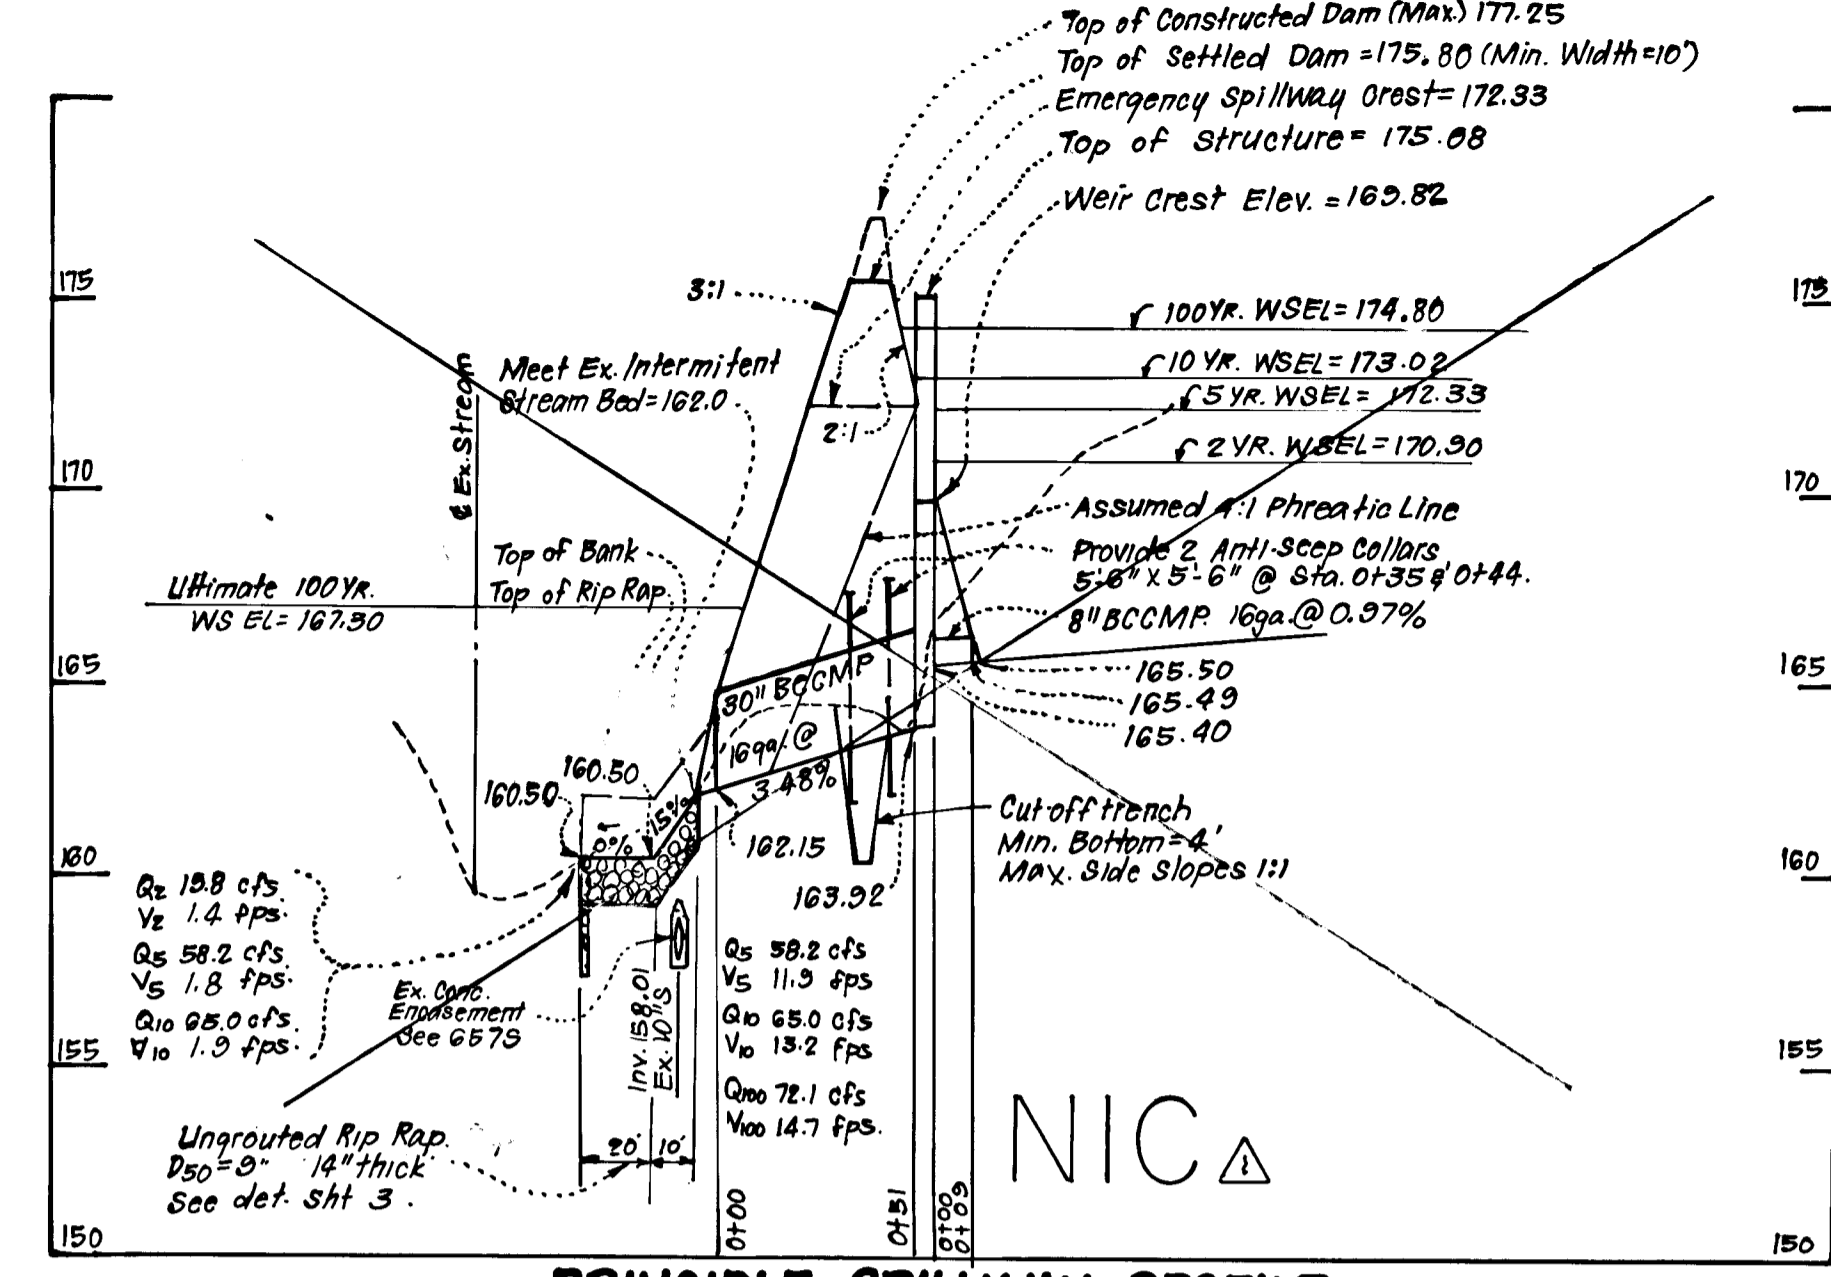 Top of Constructed Dam (Max.) 177.25
Top of Settled Dam = 175.80 (Min. Width=10')
Emergency Spillway Crest= 172.33
Top of Structure= 175.08
Weir Crest Elev. = 169.82
175
175
3:1
100 YR. WSEL= 174.80
10 YR. WSEL= 173.02
5 YR. WSEL= 172.33
2 YR. WSEL= 170.90
Meet Ex. Intermitent
Stream Bed=162.0
2:1
℄ Ex. Stream
170
170
Assumed 4:1 Phreatic Line
Provide 2 Anti-Seep Collars
5'-6" X 5'-6" @ Sta. 0+35 & 0+44.
8" BCCMP. 16ga. @ 0.97%
Top of Bank
Top of Rip Rap
Ultimate 100 YR.
WS EL= 167.30
165
165
165.50
165.49
165.40
30" BCCMP
16ga. @
3.48%
160.50
160.50
0%
15%
162.15
163.92
Cut-off trench
Min. Bottom=4'
Max. Side Slopes 1:1
160
160
Q2 19.8 cfs.
V2 1.4 fps.
Q5 58.2 cfs.
V5 1.8 fps.
Q10 65.0 cfs.
V10 1.9 fps.
Ex. Conc.
Encasement
See 657S
Inv. 158.01
Ex. 10" S
Q5 58.2 cfs
V5 11.9 fps
Q10 65.0 cfs
V10 13.2 fps
Q100 72.1 cfs
V100 14.7 fps.
155
155
Ungrouted Rip Rap.
D50=9" 14" thick
See det. sht 3.
20'
10'
NIC
1
0+00
0+51
0+00
0+09
150
150
PRINCIPLE SPILLWAY PROFILE